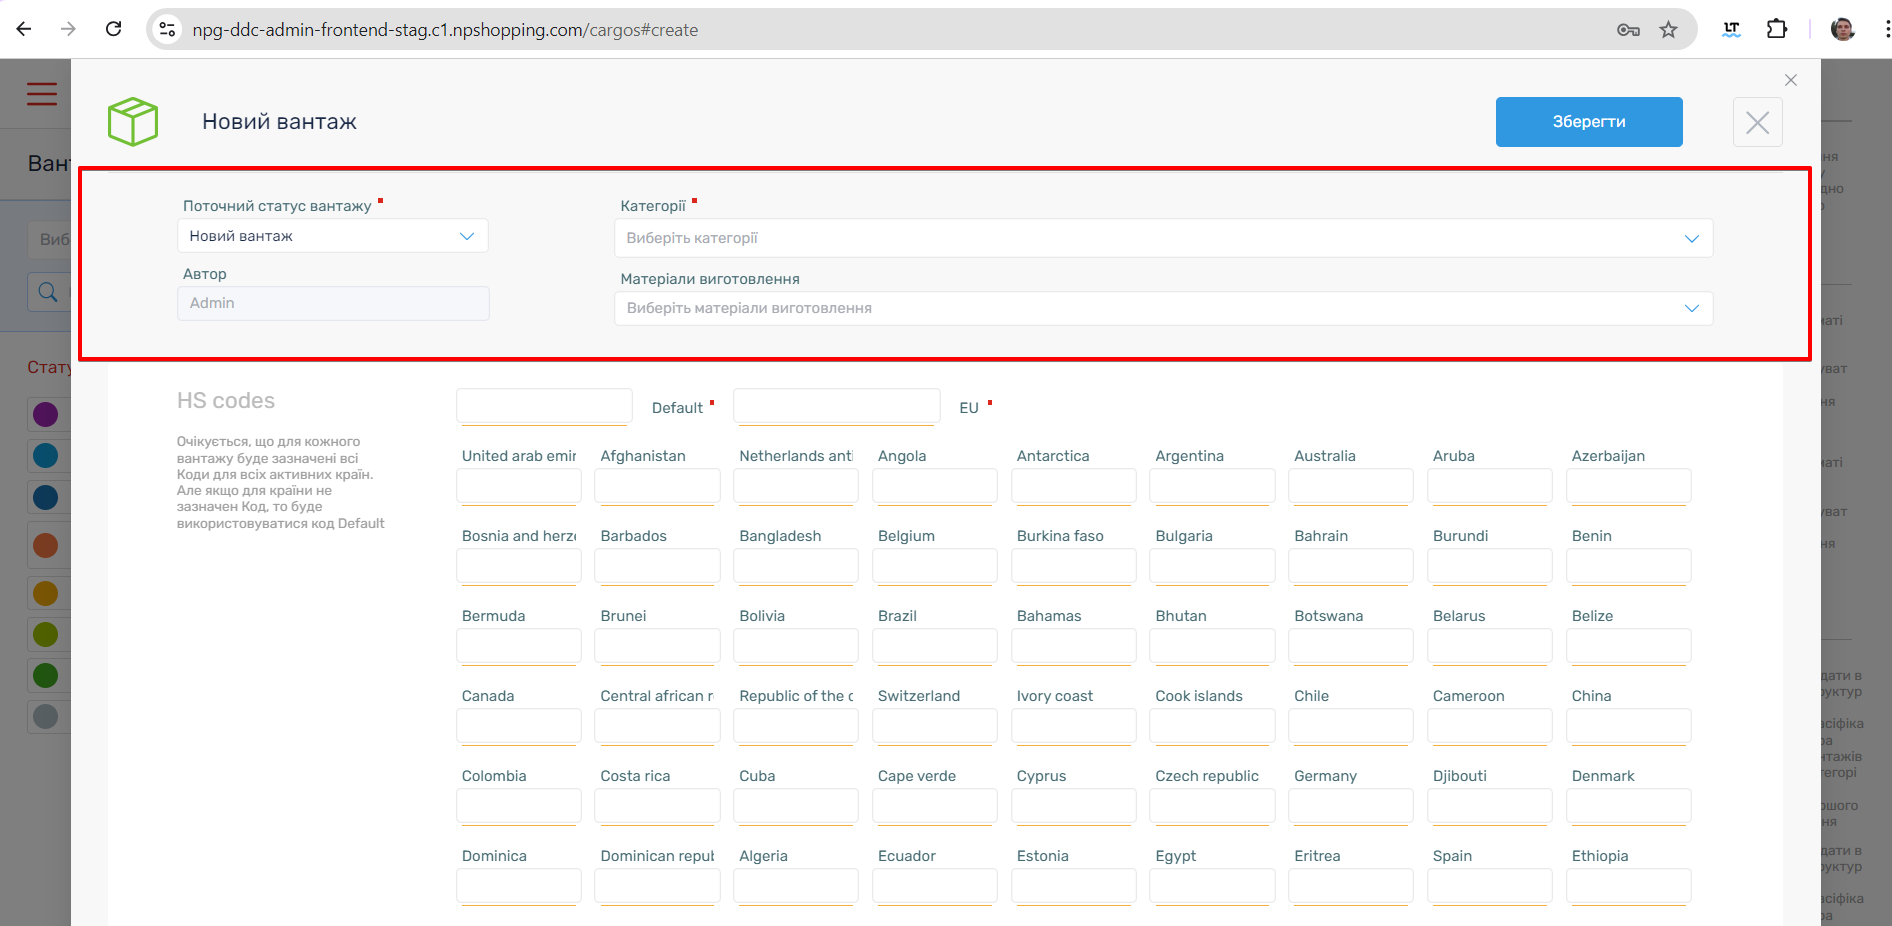 npg-ddc-admin-frontend-stag.c1.npshopping.com/cargos#create
LT
Новий вантаж
Зберегти
Поточний статус вантажу
Категорії
Новий вантаж
Виберіть категорії
Автор
Матеріали виготовлення
Admin
Виберіть матеріали виготовлення
HS codes
Default
EU
Очікується, що для кожного
вантажу буде зазначені всі
Коди для всіх активних країн.
Але якщо для країни не
зазначен Код, то буде
використовуватися код Default
United arab emir
Afghanistan
Netherlands anti
Angola
Antarctica
Argentina
Australia
Aruba
Azerbaijan
Bosnia and herze
Barbados
Bangladesh
Belgium
Burkina faso
Bulgaria
Bahrain
Burundi
Benin
Bermuda
Brunei
Bolivia
Brazil
Bahamas
Bhutan
Botswana
Belarus
Belize
Canada
Central african r
Republic of the c
Switzerland
Ivory coast
Cook islands
Chile
Cameroon
China
Colombia
Costa rica
Cuba
Cape verde
Cyprus
Czech republic
Germany
Djibouti
Denmark
Dominica
Dominican repub
Algeria
Ecuador
Estonia
Egypt
Eritrea
Spain
Ethiopia